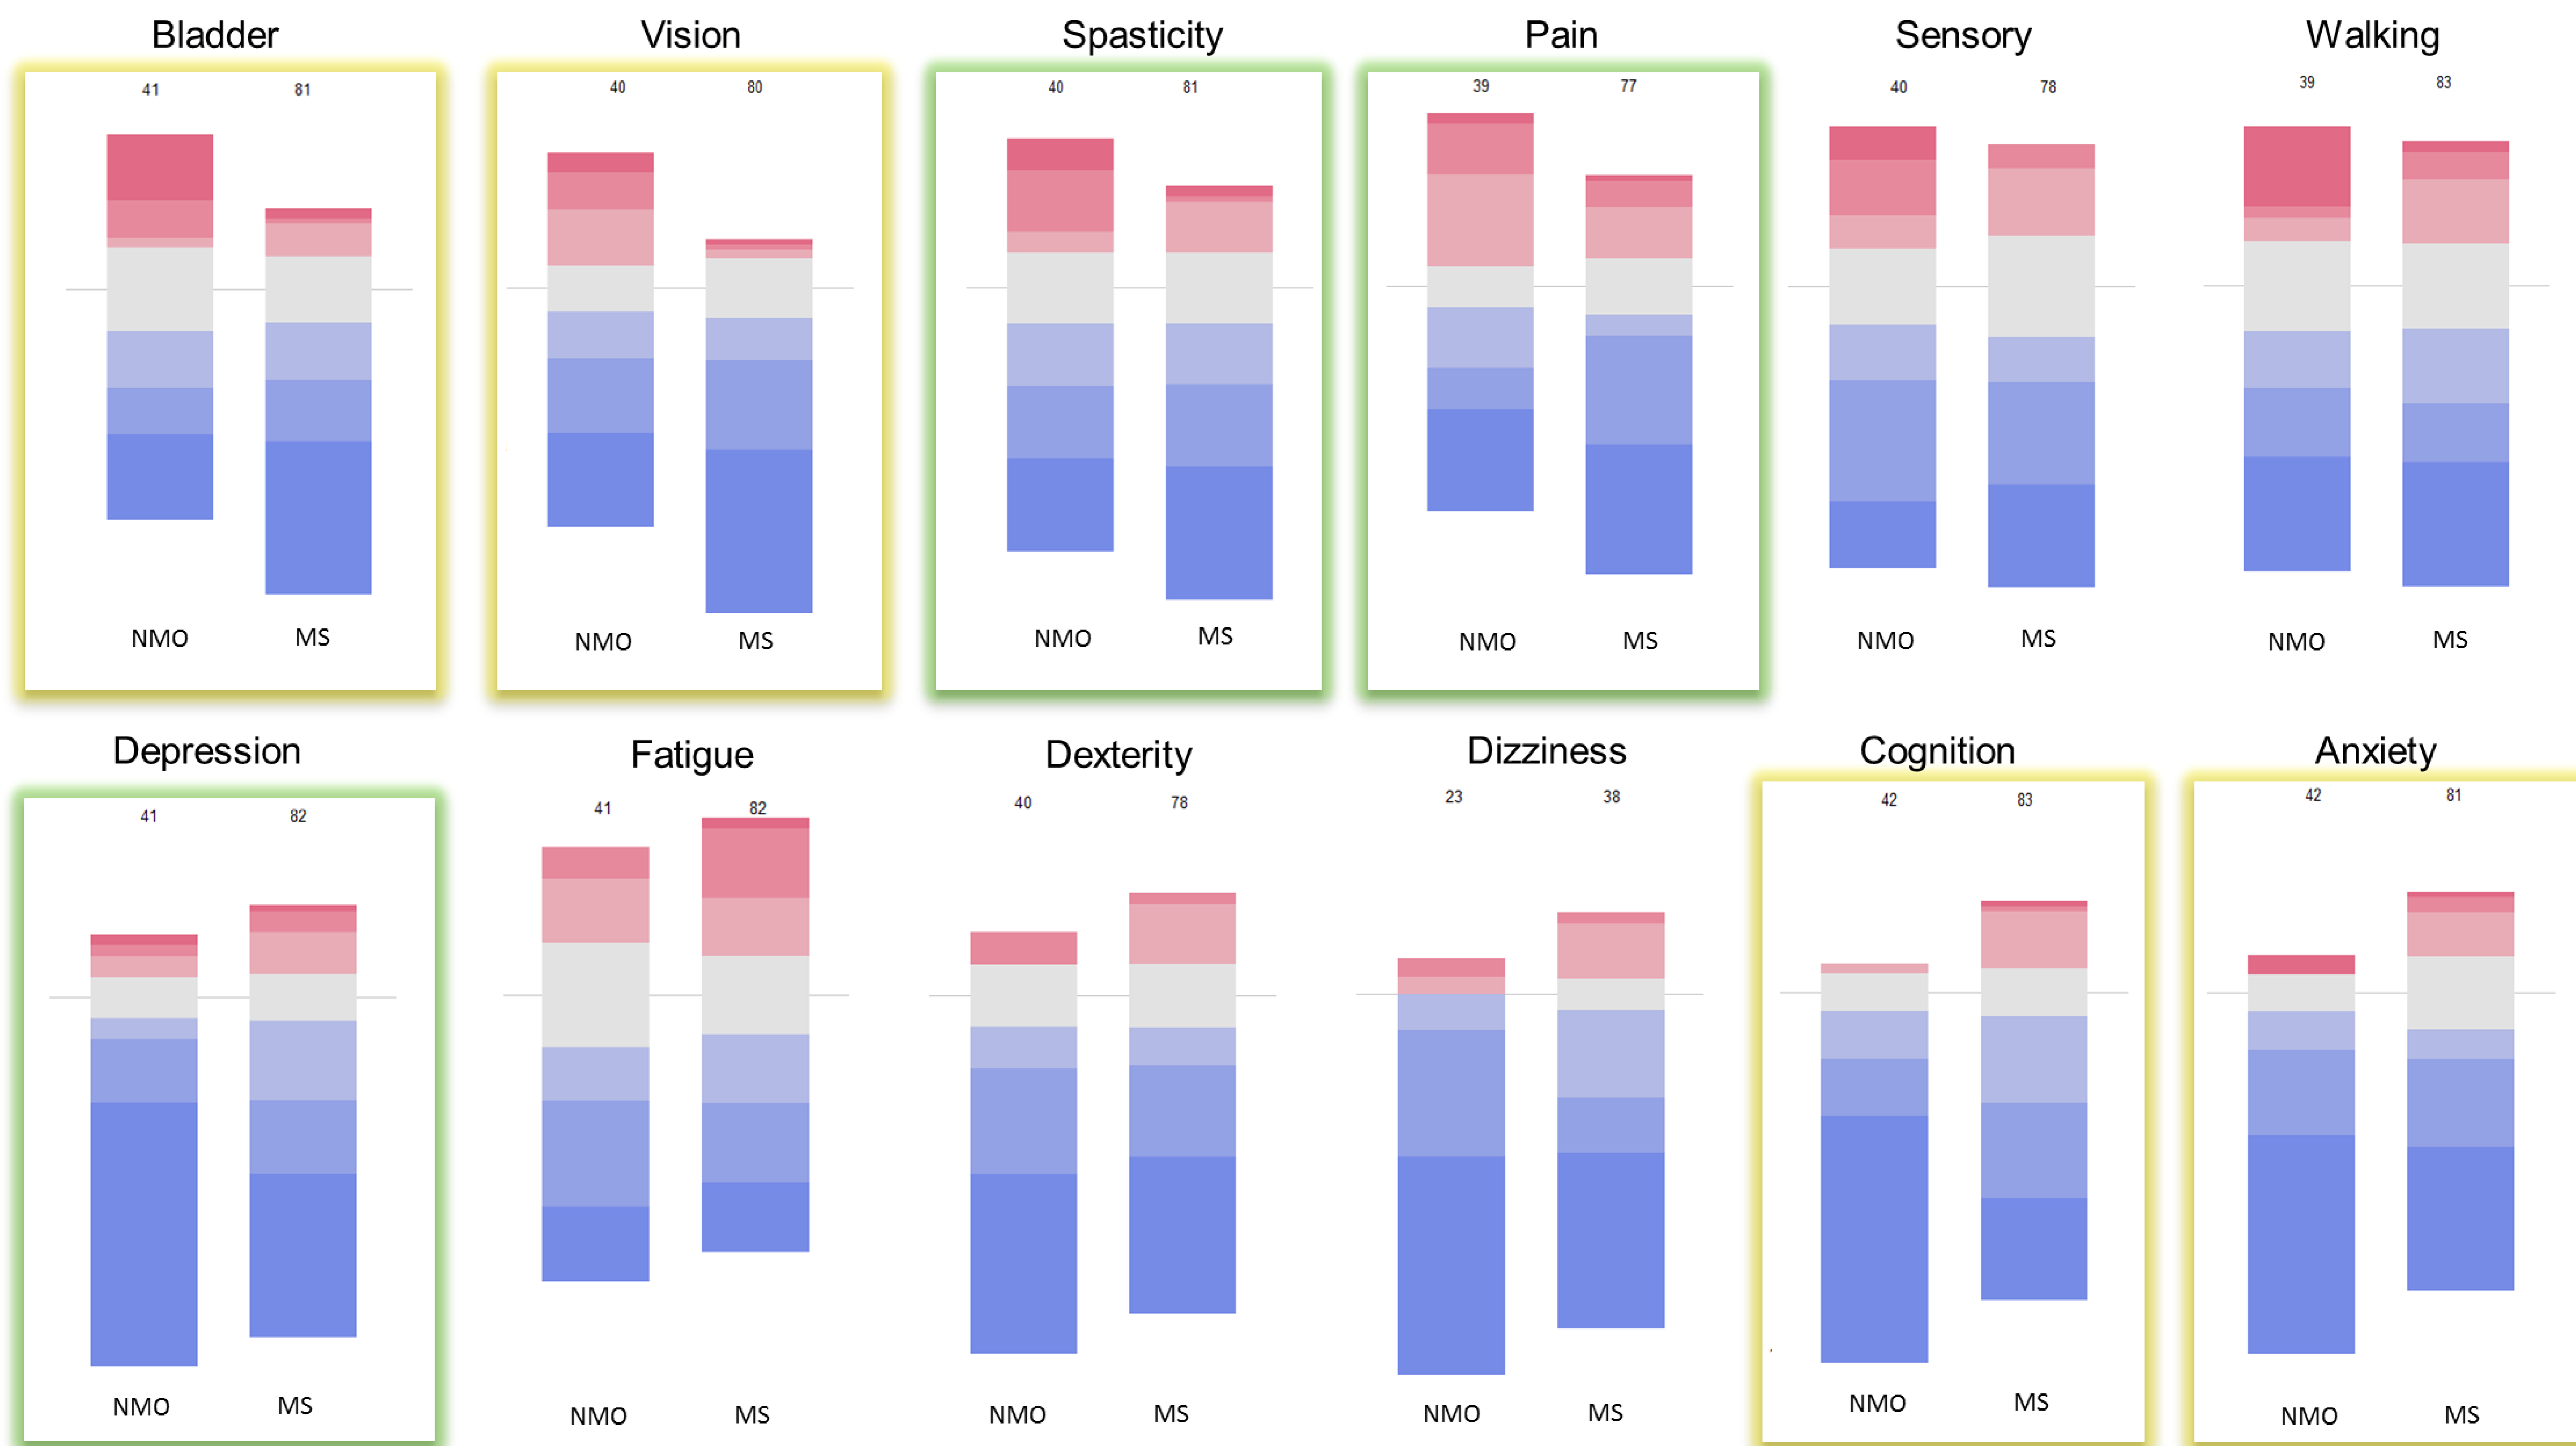 Bladder Vision Spasticity Pain Sensory Walking
41 81 40 80 40 81 39 77 40 78 39 83
NMO MS NMO MS NMO MS NMO MS NMO MS NMO MS
Depression Fatigue Dexterity Dizziness Cognition Anxiety
41 82 41 82 40 78 23 38 42 83 42 81
NMO MS NMO MS NMO MS NMO MS NMO MS NMO MS